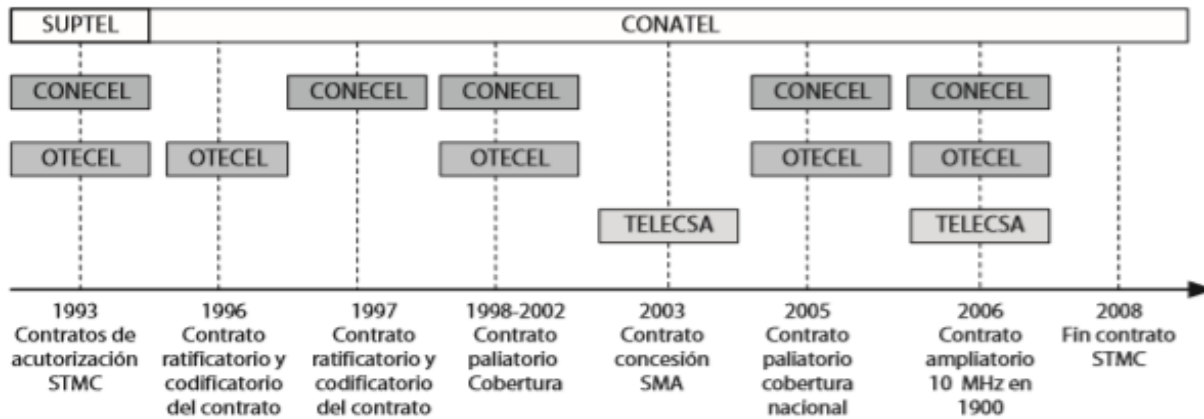 SUPTEL CONATEL
CONECEL CONECEL CONECEL CONECEL CONECEL
OTECEL OTECEL OTECEL OTECEL OTECEL
TELECSA TELECSA
1993
Contratos de
acutorización
STMC
1996
Contrato
ratificatorio y
codificatorio
del contrato
1997
Contrato
ratificatorio y
codificatorio
del contrato
1998-2002
Contrato
paliatorio
Cobertura
2003
Contrato
concesión
SMA
2005
Contrato
paliatorio
cobertura
nacional
2006
Contrato
ampliatorio
10 MHz en
1900
2008
Fin contrato
STMC